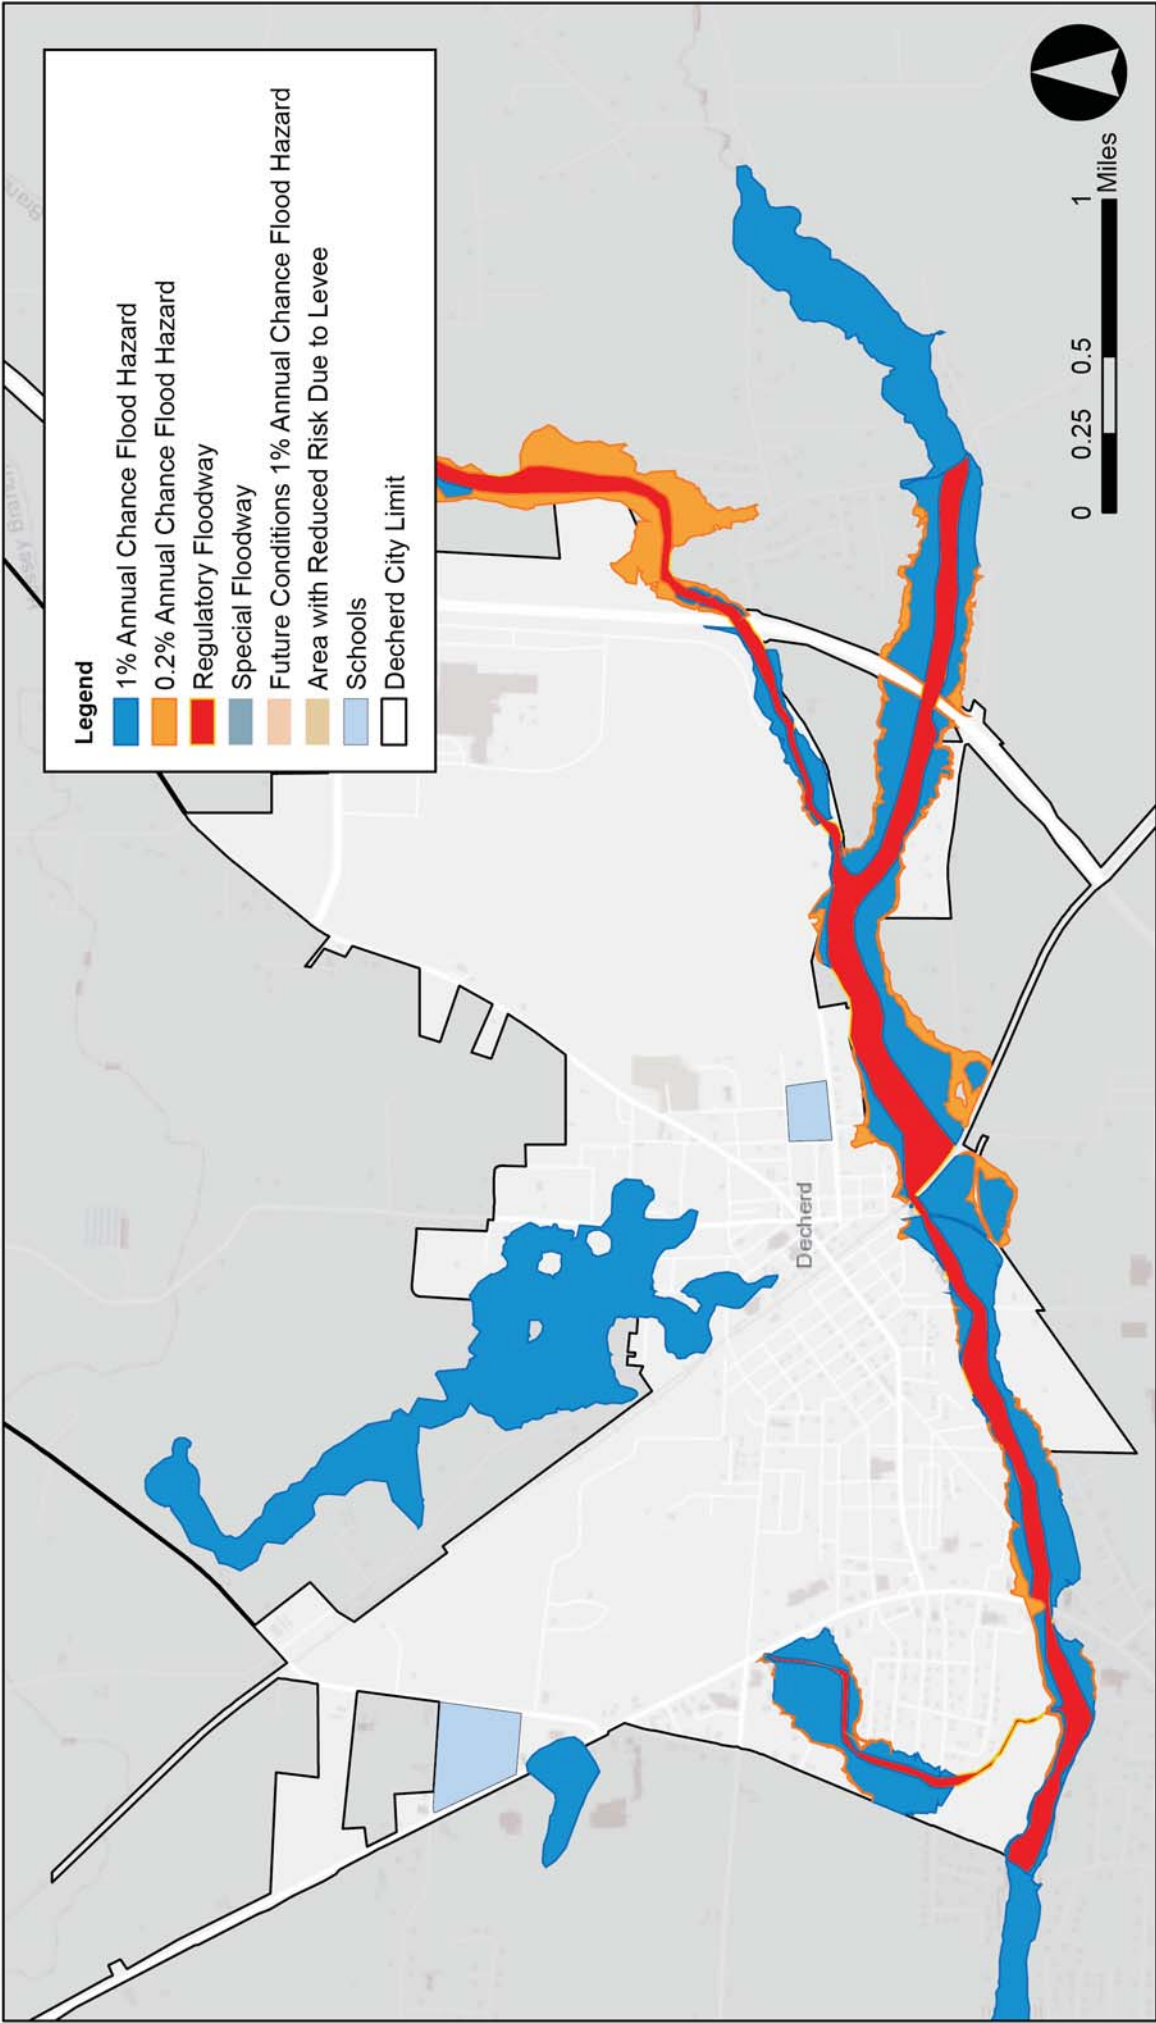 Legend
1% Annual Chance Flood Hazard
0.2% Annual Chance Flood Hazard
Regulatory Floodway
Special Floodway
Future Conditions 1% Annual Chance Flood Hazard
Area with Reduced Risk Due to Levee
Schools
Decherd City Limit
Decherd
0 0.25 0.5 1
Miles